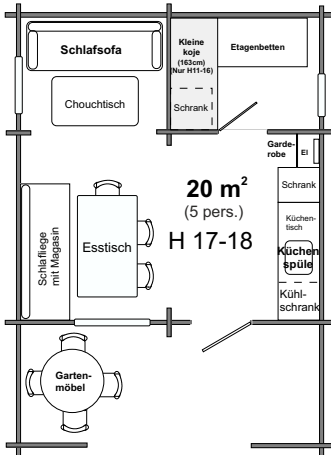 Schlafsofa
Kleine
koje
(163cm)
(Nur H11-16)
Etagenbetten
Chouchtisch
Schrank
Garde-
robe
El
20 m²
(5 pers.)
H 17-18
Schrank
Küchen-
tisch
Küchen
spüle
Kühl-
schrank
Schlafliege
mit Magasin
Esstisch
Garten-
möbel